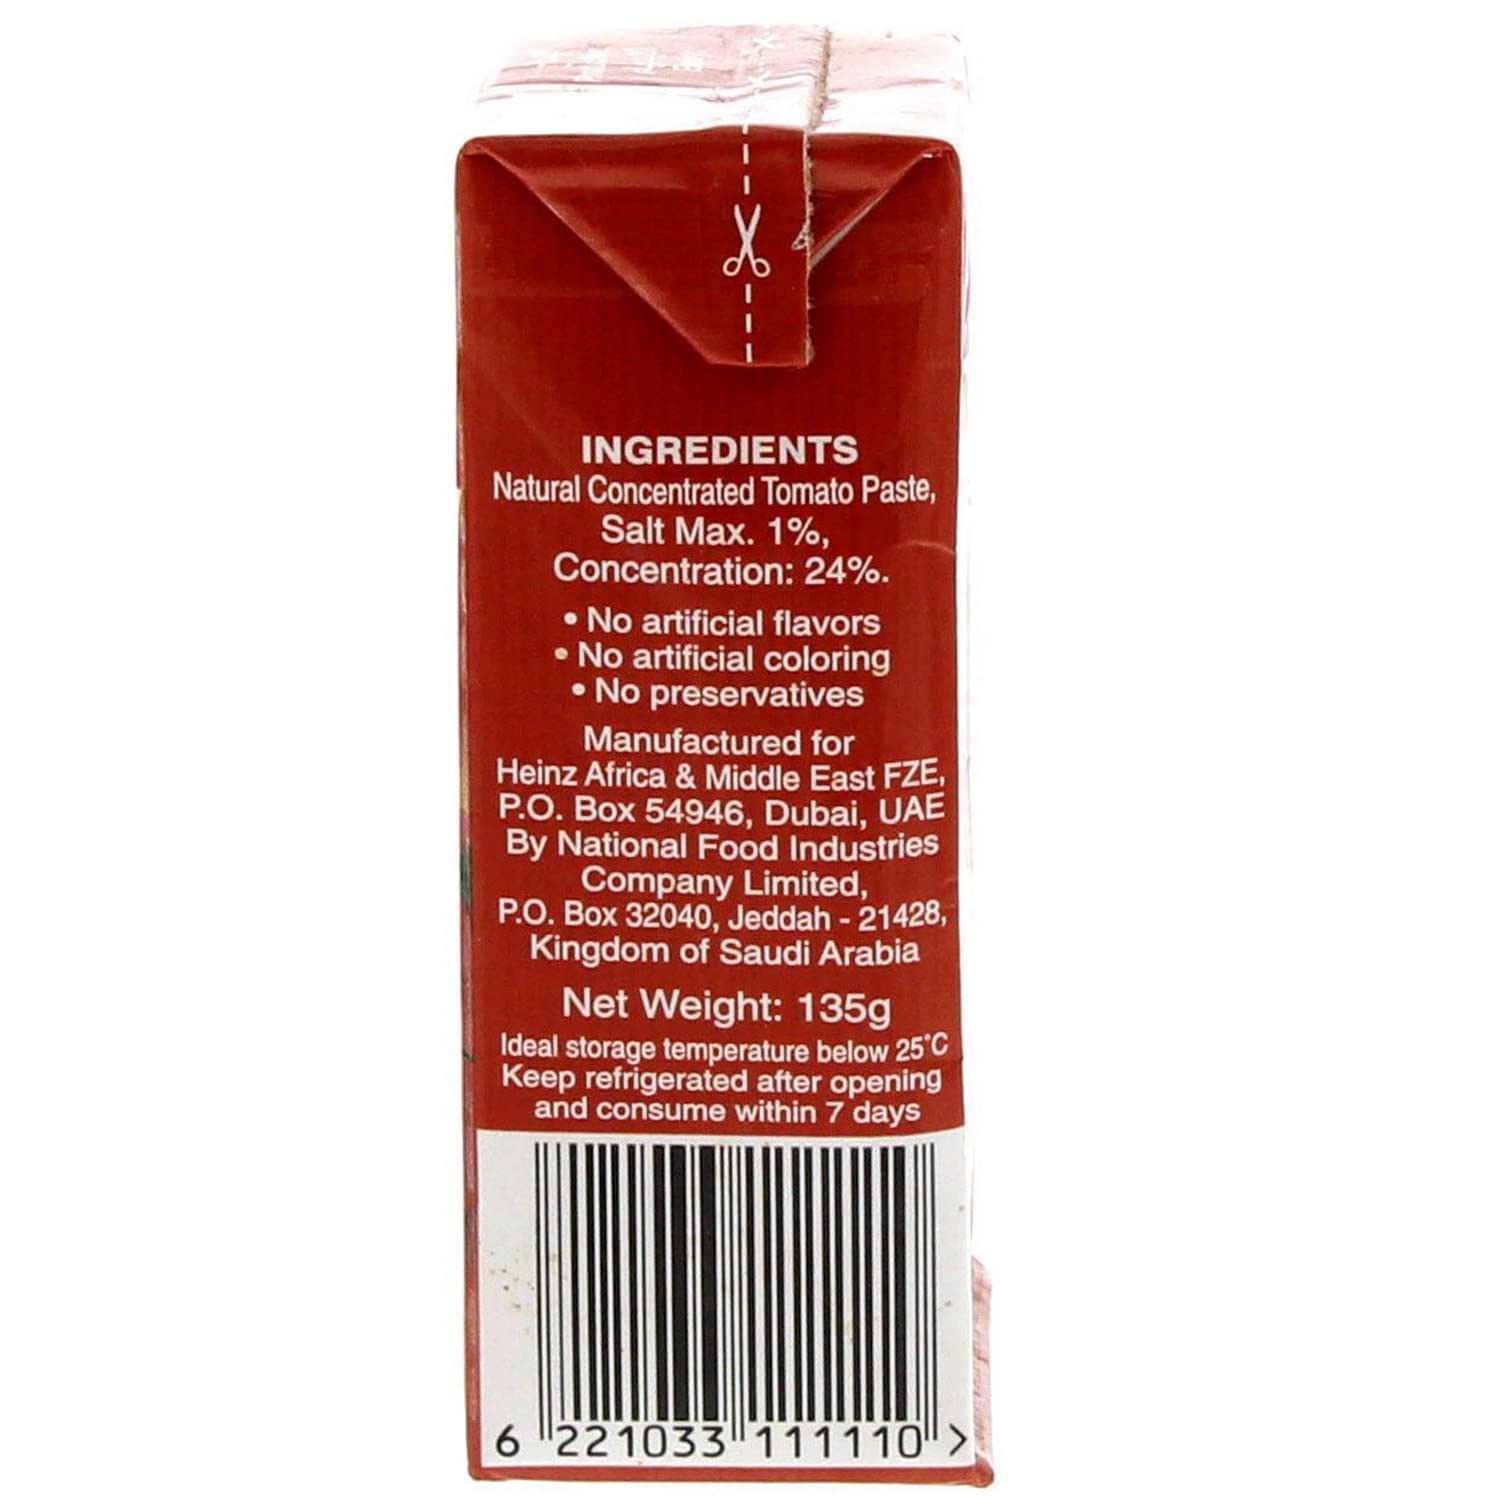 INGREDIENTS
Natural Concentrated Tomato Paste,
Salt Max. 1%,
Concentration: 24%.
• No artificial flavors
• No artificial coloring
• No preservatives
Manufactured for
Heinz Africa & Middle East FZE,
P.O. Box 54946, Dubai, UAE
By National Food Industries
Company Limited,
P.O. Box 32040, Jeddah - 21428,
Kingdom of Saudi Arabia
Net Weight: 135g
Ideal storage temperature below 25°C
Keep refrigerated after opening
and consume within 7 days
6 221033 111110 >